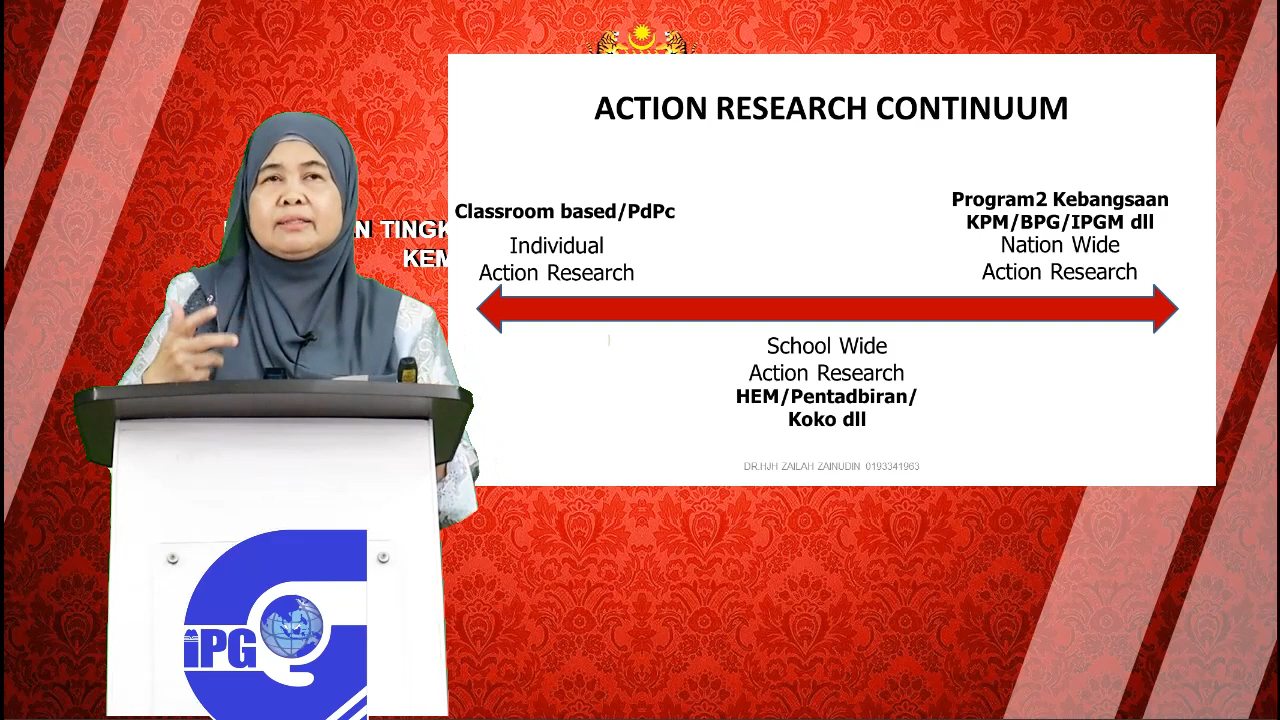 ACTION RESEARCH CONTINUUM
Classroom based/PdPc
Individual
Action Research
Program2 Kebangsaan
KPM/BPG/IPGM dll
Nation Wide
Action Research
School Wide
Action Research
HEM/Pentadbiran/
Koko dll
DR.HJH ZAILAH ZAINUDIN 0193341963
iPG